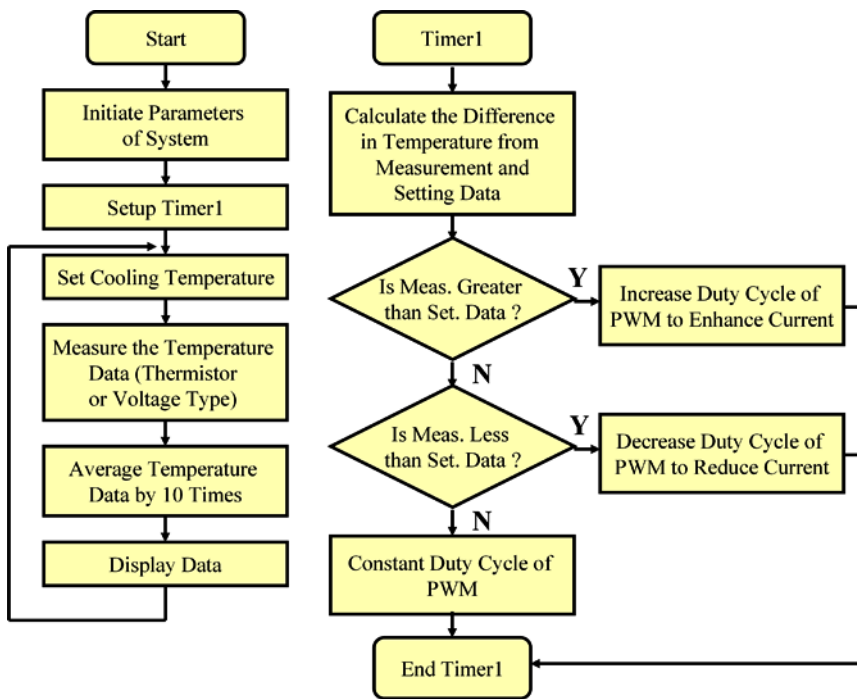 Start
Initiate Parameters
of System
Setup Timer1
Set Cooling Temperature
Measure the Temperature
Data (Thermistor
or Voltage Type)
Average Temperature
Data by 10 Times
Display Data
Timer1
Calculate the Difference
in Temperature from
Measurement and
Setting Data
Is Meas. Greater
than Set. Data ?
Y
Increase Duty Cycle of
PWM to Enhance Current
N
Is Meas. Less
than Set. Data ?
Y
Decrease Duty Cycle of
PWM to Reduce Current
N
Constant Duty Cycle of
PWM
End Timer1